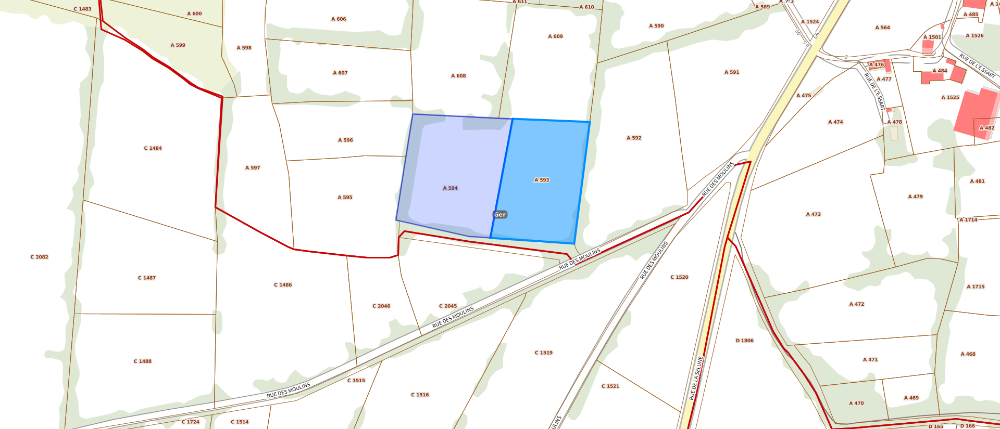 C 1483
A 600
A 599
A 598
A 606
A 607
A 608
A 609
A 611
A 610
A 590
A 589
A 1524
A 564
A 485
A 1501
A 1526
A 591
50
50
2
A 476
A 477
A 484
RUE DE L'ESSART
RUE DE L'ESSART
A 475
A 1525
A 474
A 478
A 482
A 592
C 1484
A 597
A 596
A 595
A 594
A 593
Ger
RUE DES MOULINS
A 481
A 479
A 473
A 1714
C 2082
C 1487
C 1486
C 2046
C 2045
RUE DES MOULINS
RUE DES MOULINS
RUE DES MOULINS
C 1520
A 1715
A 472
D 1806
C 1488
C 1519
A 471
A 468
RUE DES MOULINS
C 1515
C 1516
C 1521
RUE DE LA SELUNE
A 470
A 469
C 1724
C 1514
ULINS
D 165
D 166